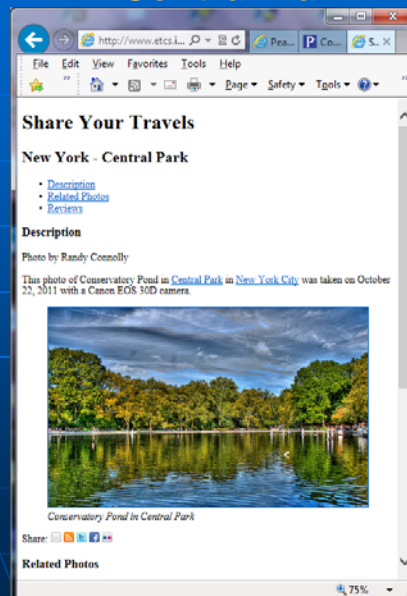 http://www.etcs.i...
Pea...
Co...
S...
File Edit View Favorites Tools Help
Page Safety Tools
Share Your Travels
New York - Central Park
Description
Related Photos
Reviews
Description
Photo by Randy Connolly
This photo of Conservatory Pond in Central Park in New York City was taken on October
22, 2011 with a Canon EOS 30D camera.
Conservatory Pond in Central Park
Share:
Related Photos
75%